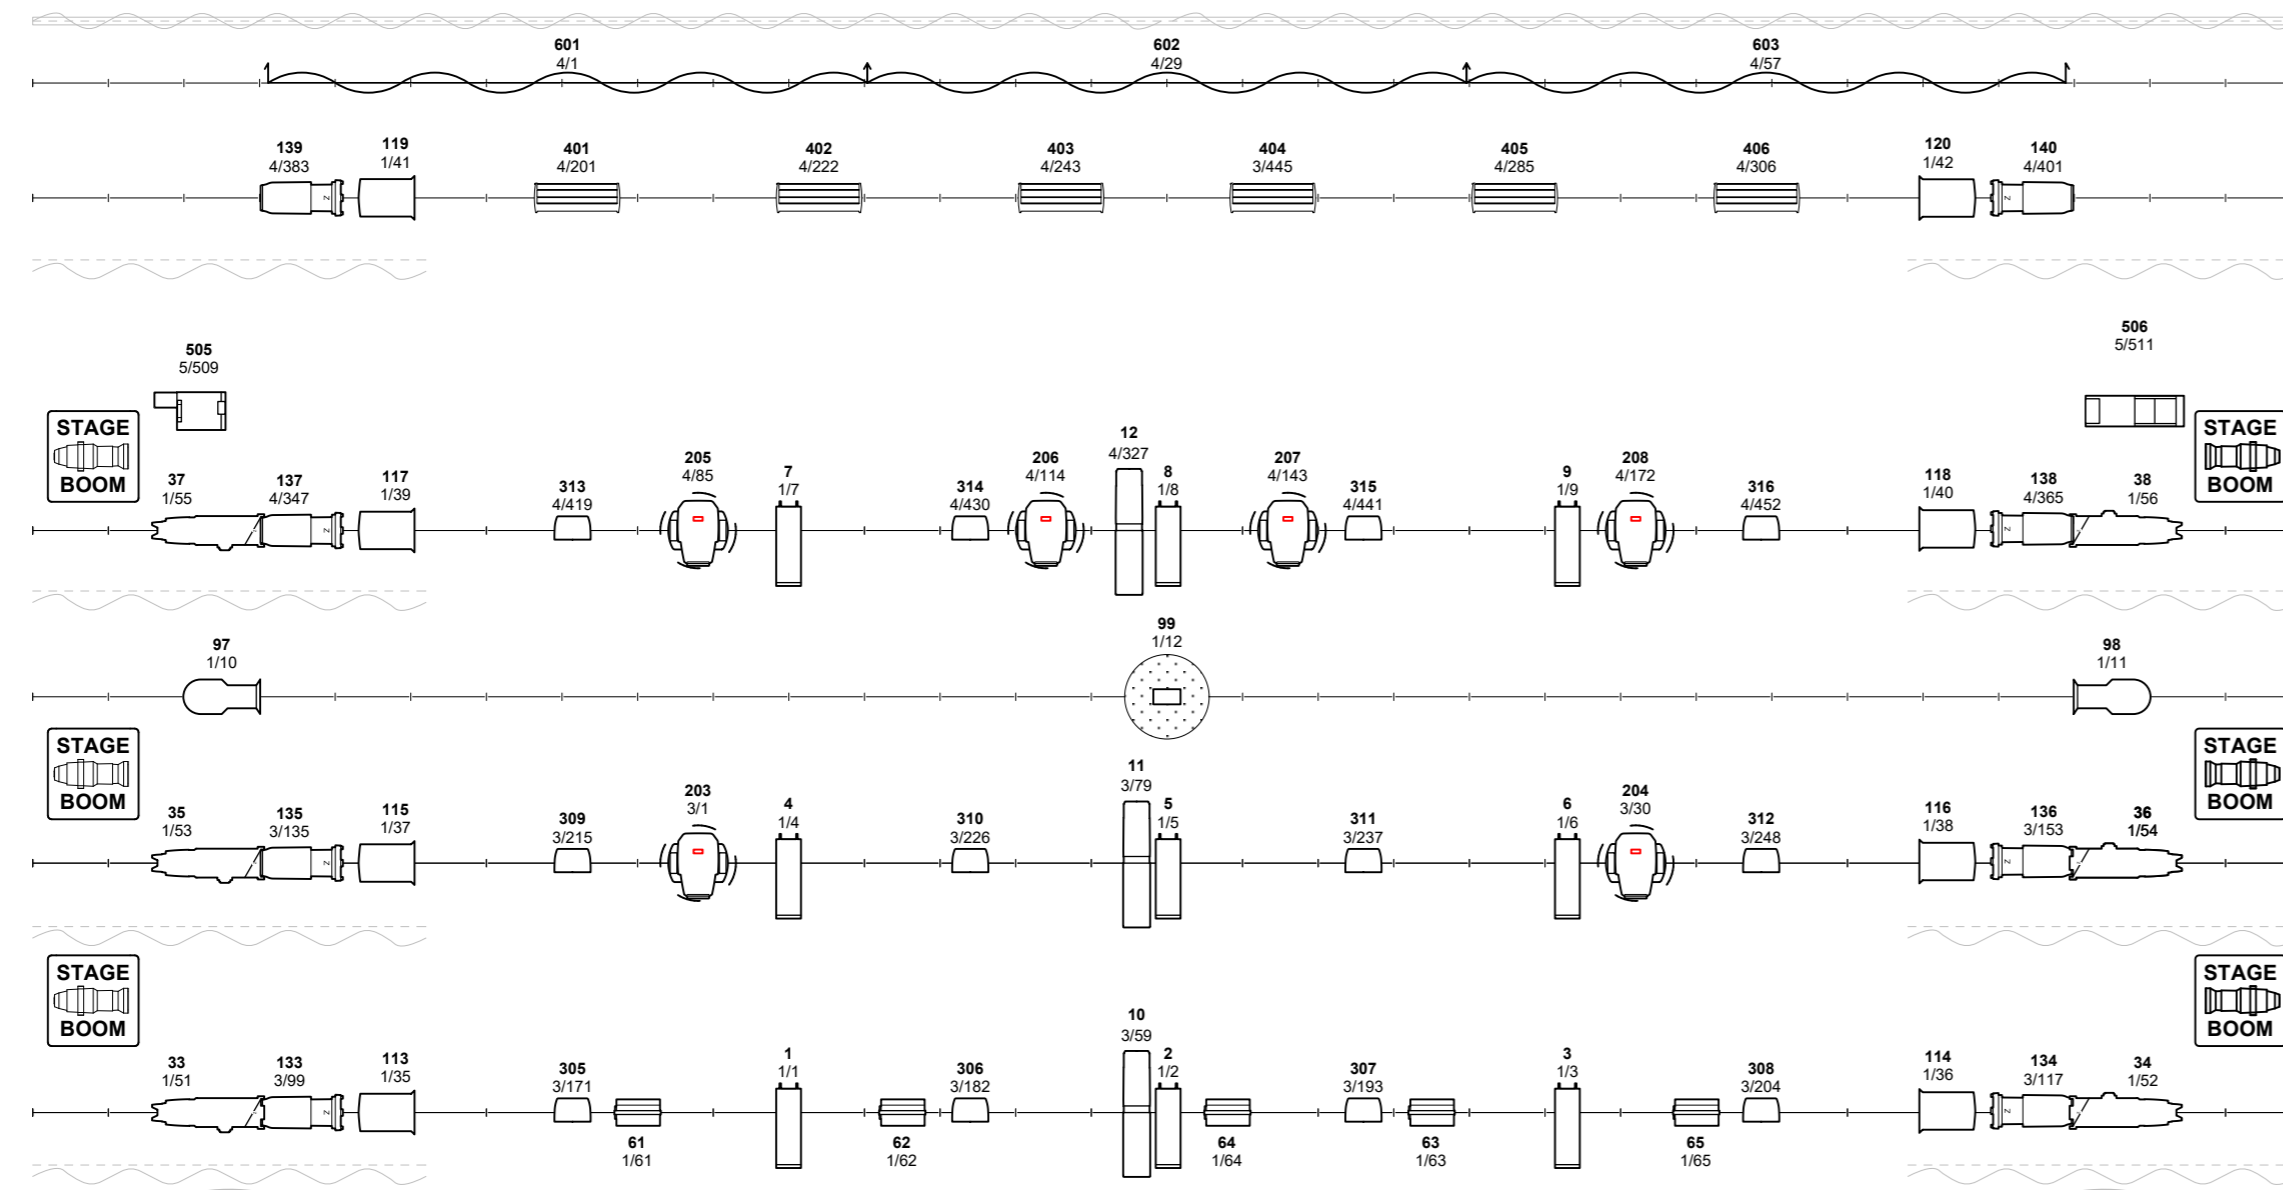 601 602 603
4/1 4/29 4/57
139 119 401 402 403 404 405 406 120 140
4/383 1/41 4/201 4/222 4/243 3/445 4/285 4/306 1/42 4/401
Z Z
505 506
5/509 5/511
STAGE STAGE
BOOM BOOM
37 137 117 313 205 7 314 206 12 8 207 315 9 208 316 118 138 38
1/55 4/347 1/39 4/419 4/85 1/7 4/430 4/114 4/327 1/8 4/143 4/441 1/9 4/172 4/452 1/40 4/365 1/56
Z Z
97 99 98
1/10 1/12 1/11
STAGE STAGE
BOOM BOOM
35 135 115 309 203 4 310 11 5 311 6 204 312 116 136 36
1/53 3/135 1/37 3/215 3/1 1/4 3/226 3/79 1/5 3/237 1/6 3/30 3/248 1/38 3/153 1/54
Z Z
STAGE STAGE
BOOM BOOM
33 133 113 305 1 306 10 2 307 3 308 114 134 34
1/51 3/99 1/35 3/171 1/1 3/182 3/59 1/2 3/193 1/3 3/204 1/36 3/117 1/52
Z Z
61 62 64 63 65
1/61 1/62 1/64 1/63 1/65